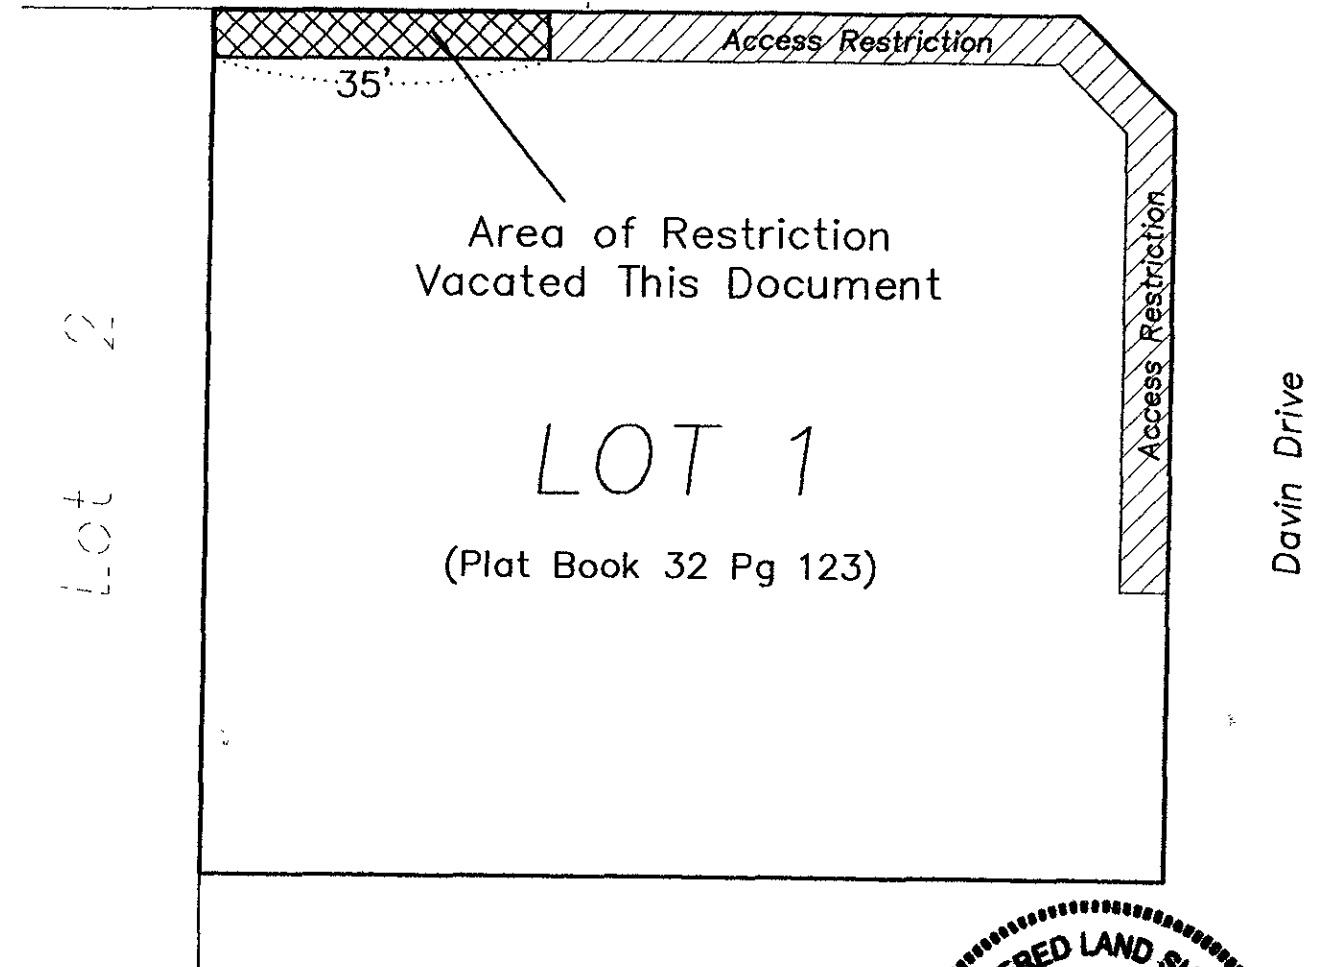 Access Restriction
35'
Area of Restriction
Vacated This Document
Access Restriction
Lot 2
LOT 1
Davin Drive
(Plat Book 32 Pg 123)
LAND